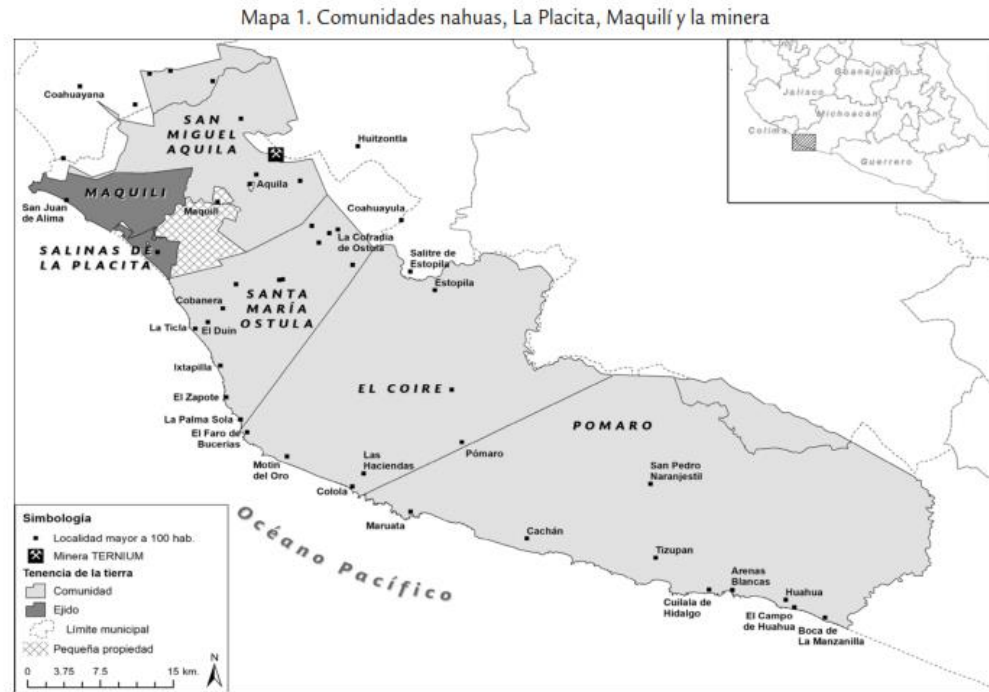 Mapa 1. Comunidades nahuas, La Placita, Maquilí y la minera
Coahuayana
SAN
MIGUEL
AQUILA
Huitzontla
MAQUILI
Aquila
Maquilí
San Juan
de Alima
Coahuayula
SALINAS DE
LA PLACITA
La Cofradía
de Ostula
Salitre de
Estopila
Estopila
SANTA
MARÍA
OSTULA
Cobanera
La Ticla
El Duin
Ixtapilla
EL COIRE
El Zapote
La Palma Sola
El Faro de
Bucerías
POMARO
Motín
del Oro
Las
Haciendas
Pómaro
San Pedro
Naranjestil
Colola
Maruata
Cachán
Tizupan
Océano Pacífico
Arenas
Blancas
Cuilala de
Hidalgo
Huahua
El Campo
de Huahua
Boca de
La Manzanilla
Guanajuato
Jalisco
Michoacán
Colima
Guerrero
Simbología
Localidad mayor a 100 hab.
Minera TERNIUM
Tenencia de la tierra
Comunidad
Ejido
Límite municipal
Pequeña propiedad
N
0 3.75 7.5 15 km.